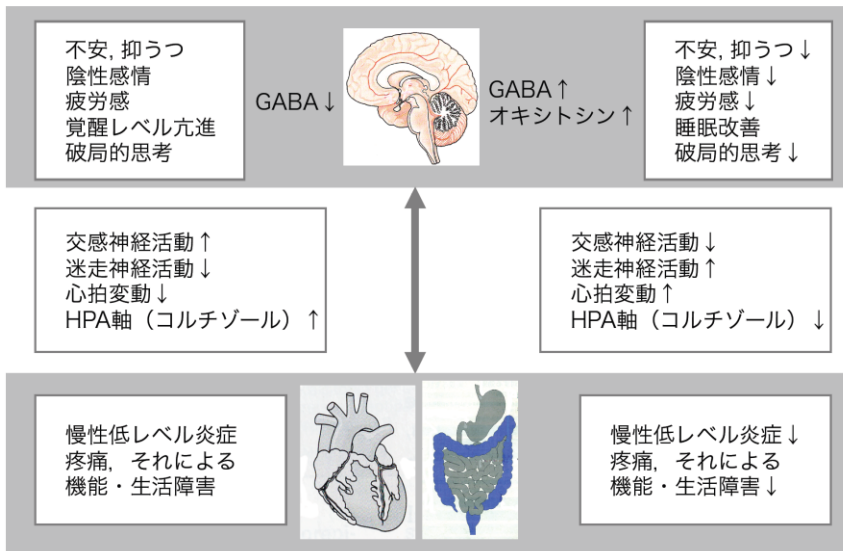 不安, 抑うつ
陰性感情
疲労感
覚醒レベル亢進
破局的思考
GABA↓
GABA↑
オキシトシン↑
不安, 抑うつ↓
陰性感情↓
疲労感↓
睡眠改善
破局的思考↓
交感神経活動↑
迷走神経活動↓
心拍変動↓
HPA軸（コルチゾール）↑
交感神経活動↓
迷走神経活動↑
心拍変動↑
HPA軸（コルチゾール）↓
慢性低レベル炎症
疼痛，それによる
機能・生活障害
慢性低レベル炎症↓
疼痛，それによる
機能・生活障害↓